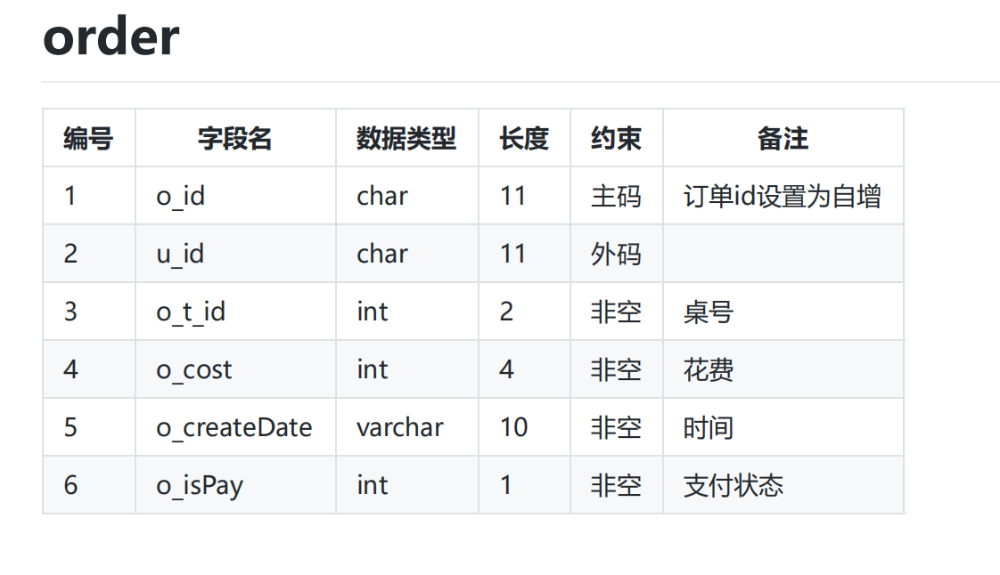 order
编号 字段名 数据类型 长度 约束 备注
1 o_id char 11 主码 订单id设置为自增
2 u_id char 11 外码
3 o_t_id int 2 非空 桌号
4 o_cost int 4 非空 花费
5 o_createDate varchar 10 非空 时间
6 o_isPay int 1 非空 支付状态